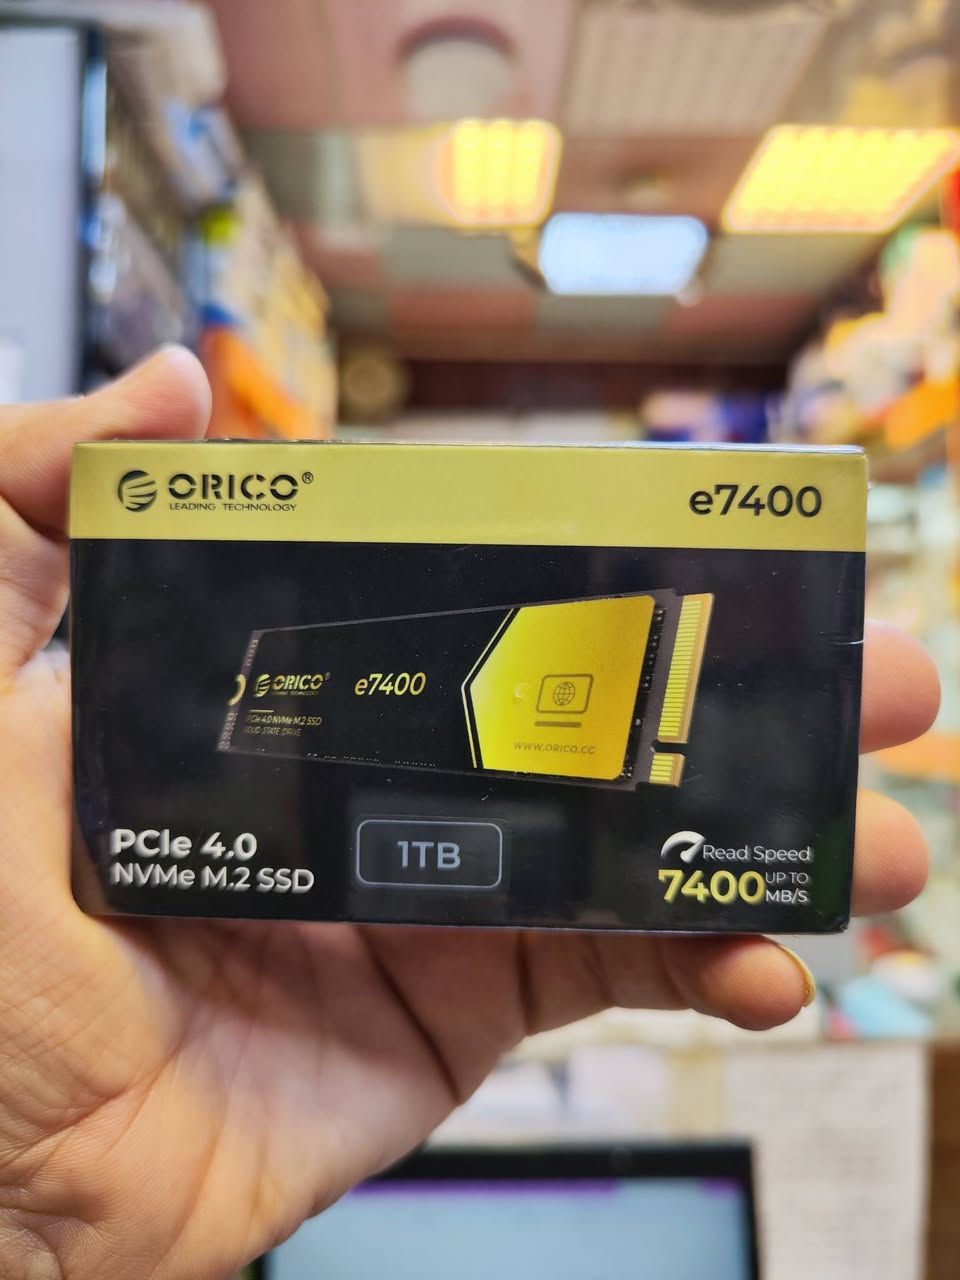 ORICO®
LEADING TECHNOLOGY
e7400
ORICO®
e7400
PCIe 4.0 NVMe M.2 SSD
SOLID STATE DRIVE
WWW.ORICO.CC
PCIe 4.0
NVMe M.2 SSD
1TB
Read Speed
7400 UP TO
MB/S